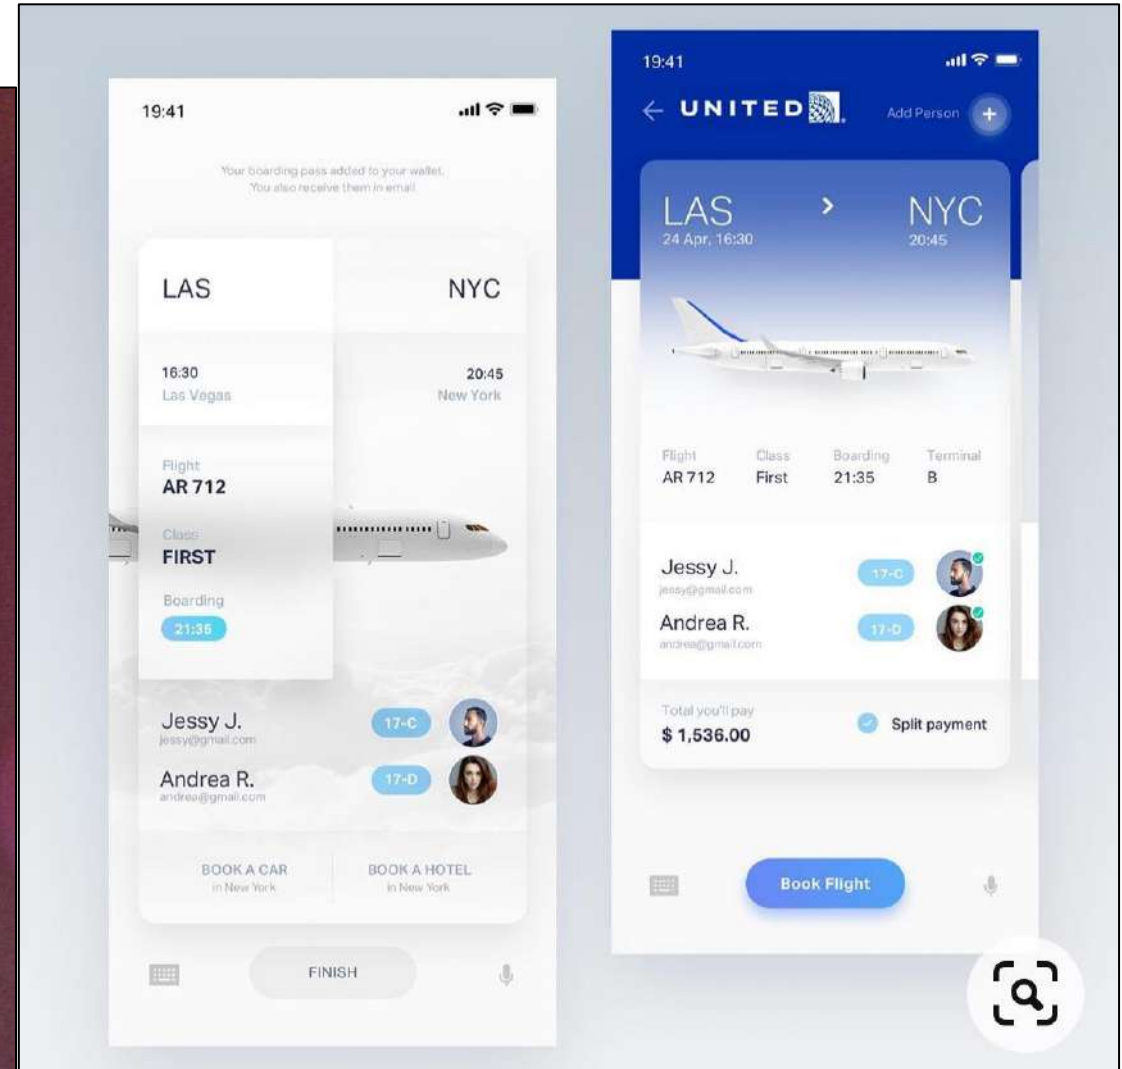 19:41
Your boarding pass added to your wallet.
You also receive them in email
LAS NYC
16:30 20:45
Las Vegas New York
Flight
AR 712
Class
FIRST
Boarding
21:35
Jessy J. 17-C
jessy@gmail.com
Andrea R. 17-D
andrea@gmail.com
BOOK A CAR BOOK A HOTEL
in New York in New York
FINISH
19:41
UNITED Add Person +
LAS NYC
24 Apr, 16:30 20:45
Flight Class Boarding Terminal
AR 712 First 21:35 B
Jessy J. 17-C
jessy@gmail.com
Andrea R. 17-D
andrea@gmail.com
Total you'll pay
$ 1,536.00 Split payment
Book Flight